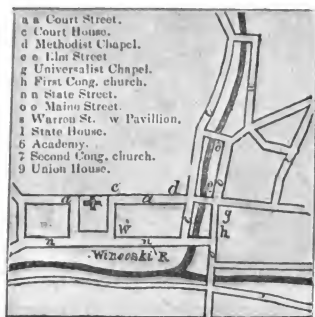 a a Court Street.
c Court House.
d Methodist Chapel.
e e Elm Street
g Universalist Chapel.
h First Cong. church.
n n State Street.
o o Maine Street.
s Warren St. w Pavillion.
1 State House.
6 Academy.
7 Second Cong. church.
9 Union House.
c d
a a
g
h
W
n n
Winooski R.